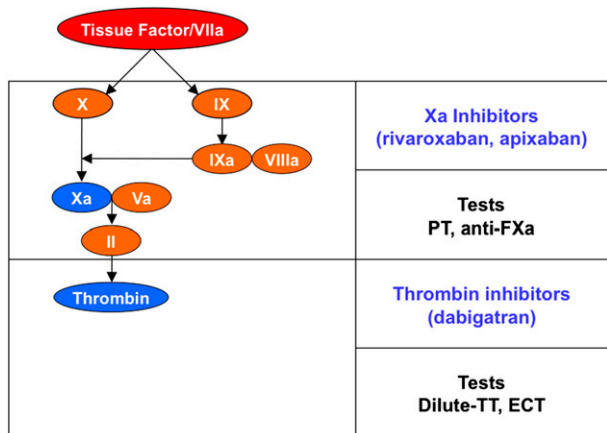 Tissue Factor/VIIa
X
IX
IXa
VIIIa
Xa
Va
II
Thrombin
Xa Inhibitors
(rivaroxaban, apixaban)
Tests
PT, anti-FXa
Thrombin inhibitors
(dabigatran)
Tests
Dilute-TT, ECT